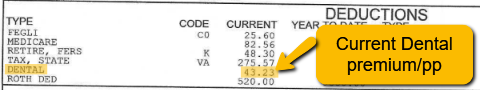 DEDUCTIONS
TYPE CODE CURRENT YEAR TO DATE TYPE
FEGLI C0 25.60
MEDICARE 82.56
RETIRE, FERS K 48.30
TAX, STATE VA 275.57
DENTAL 43.23
ROTH DED 520.00
Current Dental
premium/pp